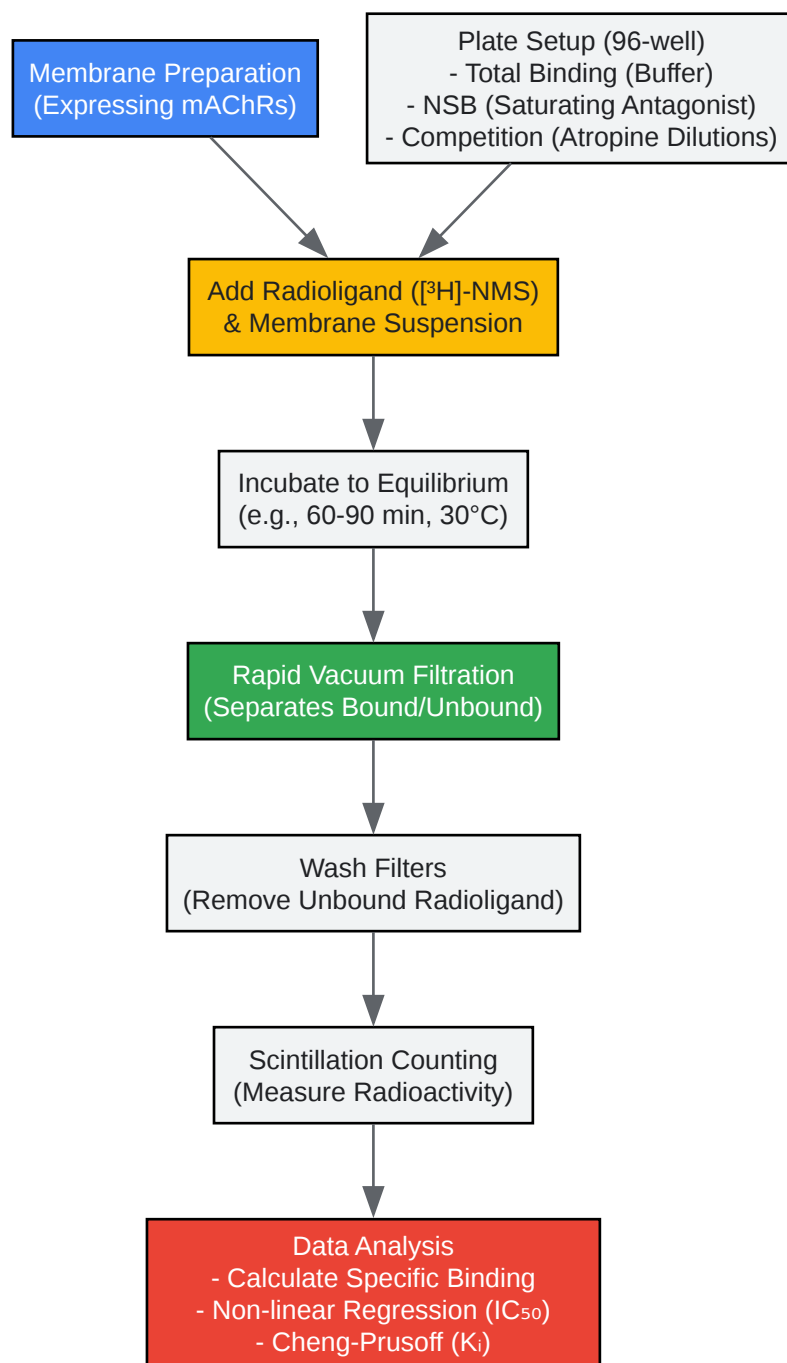 Membrane Preparation
(Expressing mAChRs)
Plate Setup (96-well)
- Total Binding (Buffer)
- NSB (Saturating Antagonist)
- Competition (Atropine Dilutions)
Add Radioligand ([³H]-NMS)
& Membrane Suspension
Incubate to Equilibrium
(e.g., 60-90 min, 30°C)
Rapid Vacuum Filtration
(Separates Bound/Unbound)
Wash Filters
(Remove Unbound Radioligand)
Scintillation Counting
(Measure Radioactivity)
Data Analysis
- Calculate Specific Binding
- Non-linear Regression (IC₅₀)
- Cheng-Prusoff (Kᵢ)